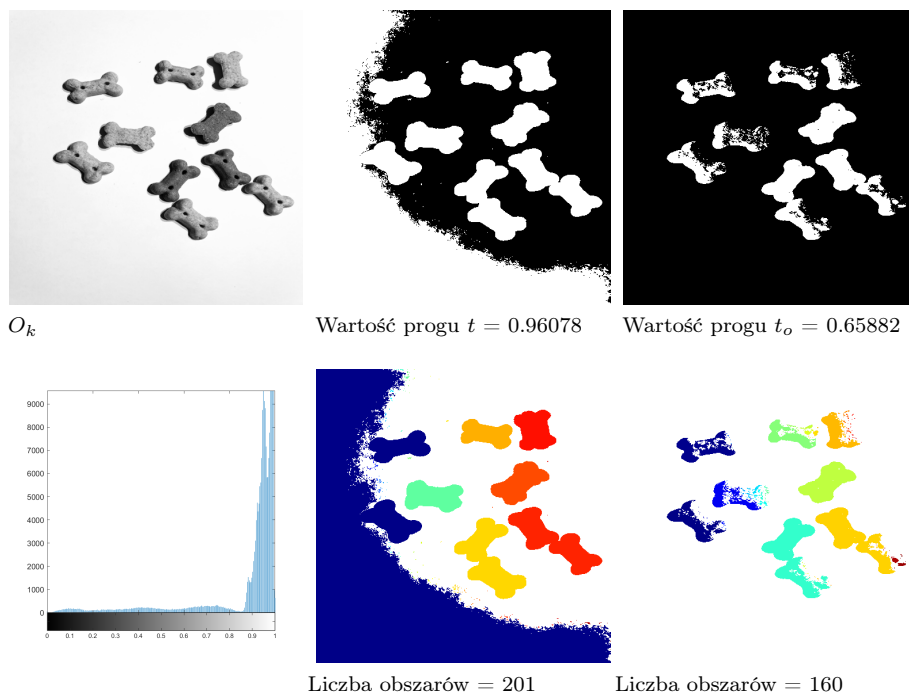 O_k
Wartość progu t = 0.96078
Wartość progu t_o = 0.65882
9000
8000
7000
6000
5000
4000
3000
2000
1000
0
0 0.1 0.2 0.3 0.4 0.5 0.6 0.7 0.8 0.9 1
Liczba obszarów = 201
Liczba obszarów = 160